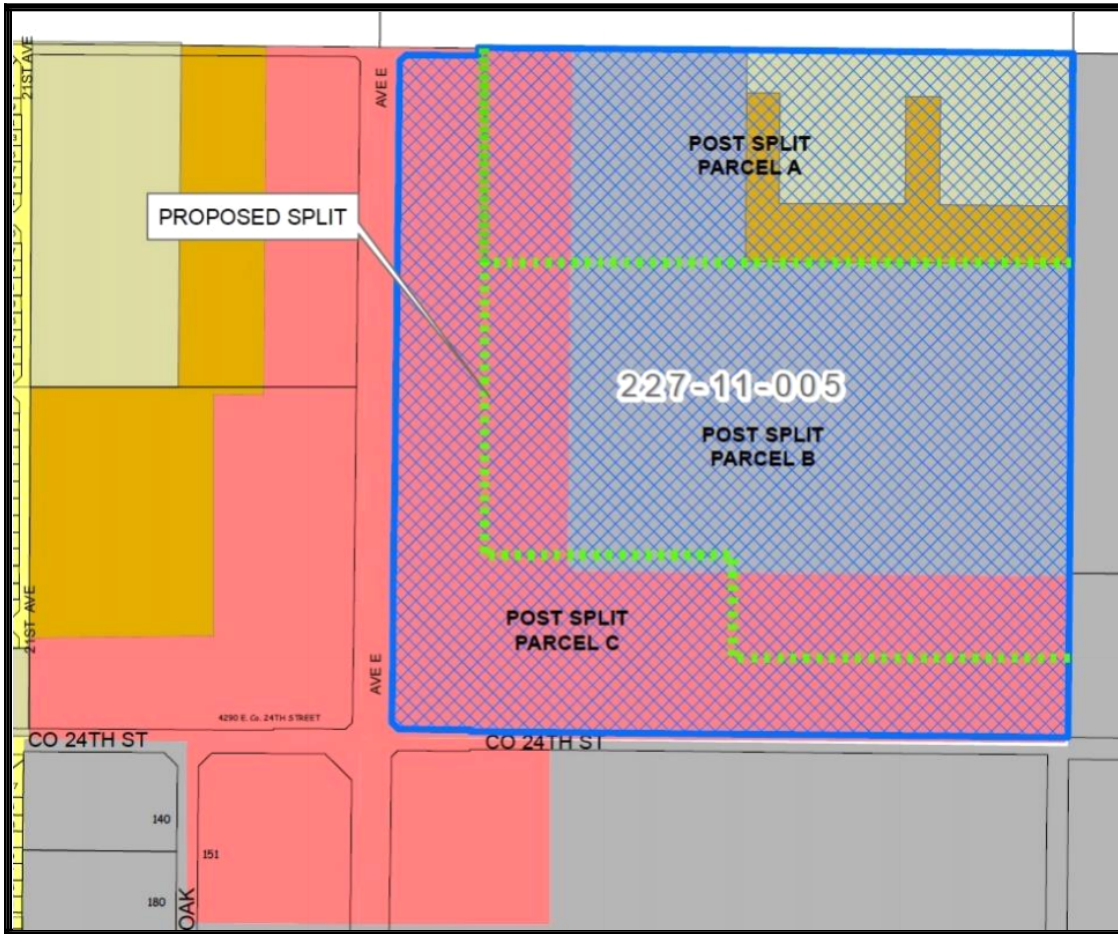 21ST AVE
AVE E
POST SPLIT
PARCEL A
PROPOSED SPLIT
227-11-005
POST SPLIT
PARCEL B
21ST AVE
POST SPLIT
PARCEL C
AVE E
4290 E. Co. 24TH STREET
CO 24TH ST
CO 24TH ST
7
140
151
180
OAK